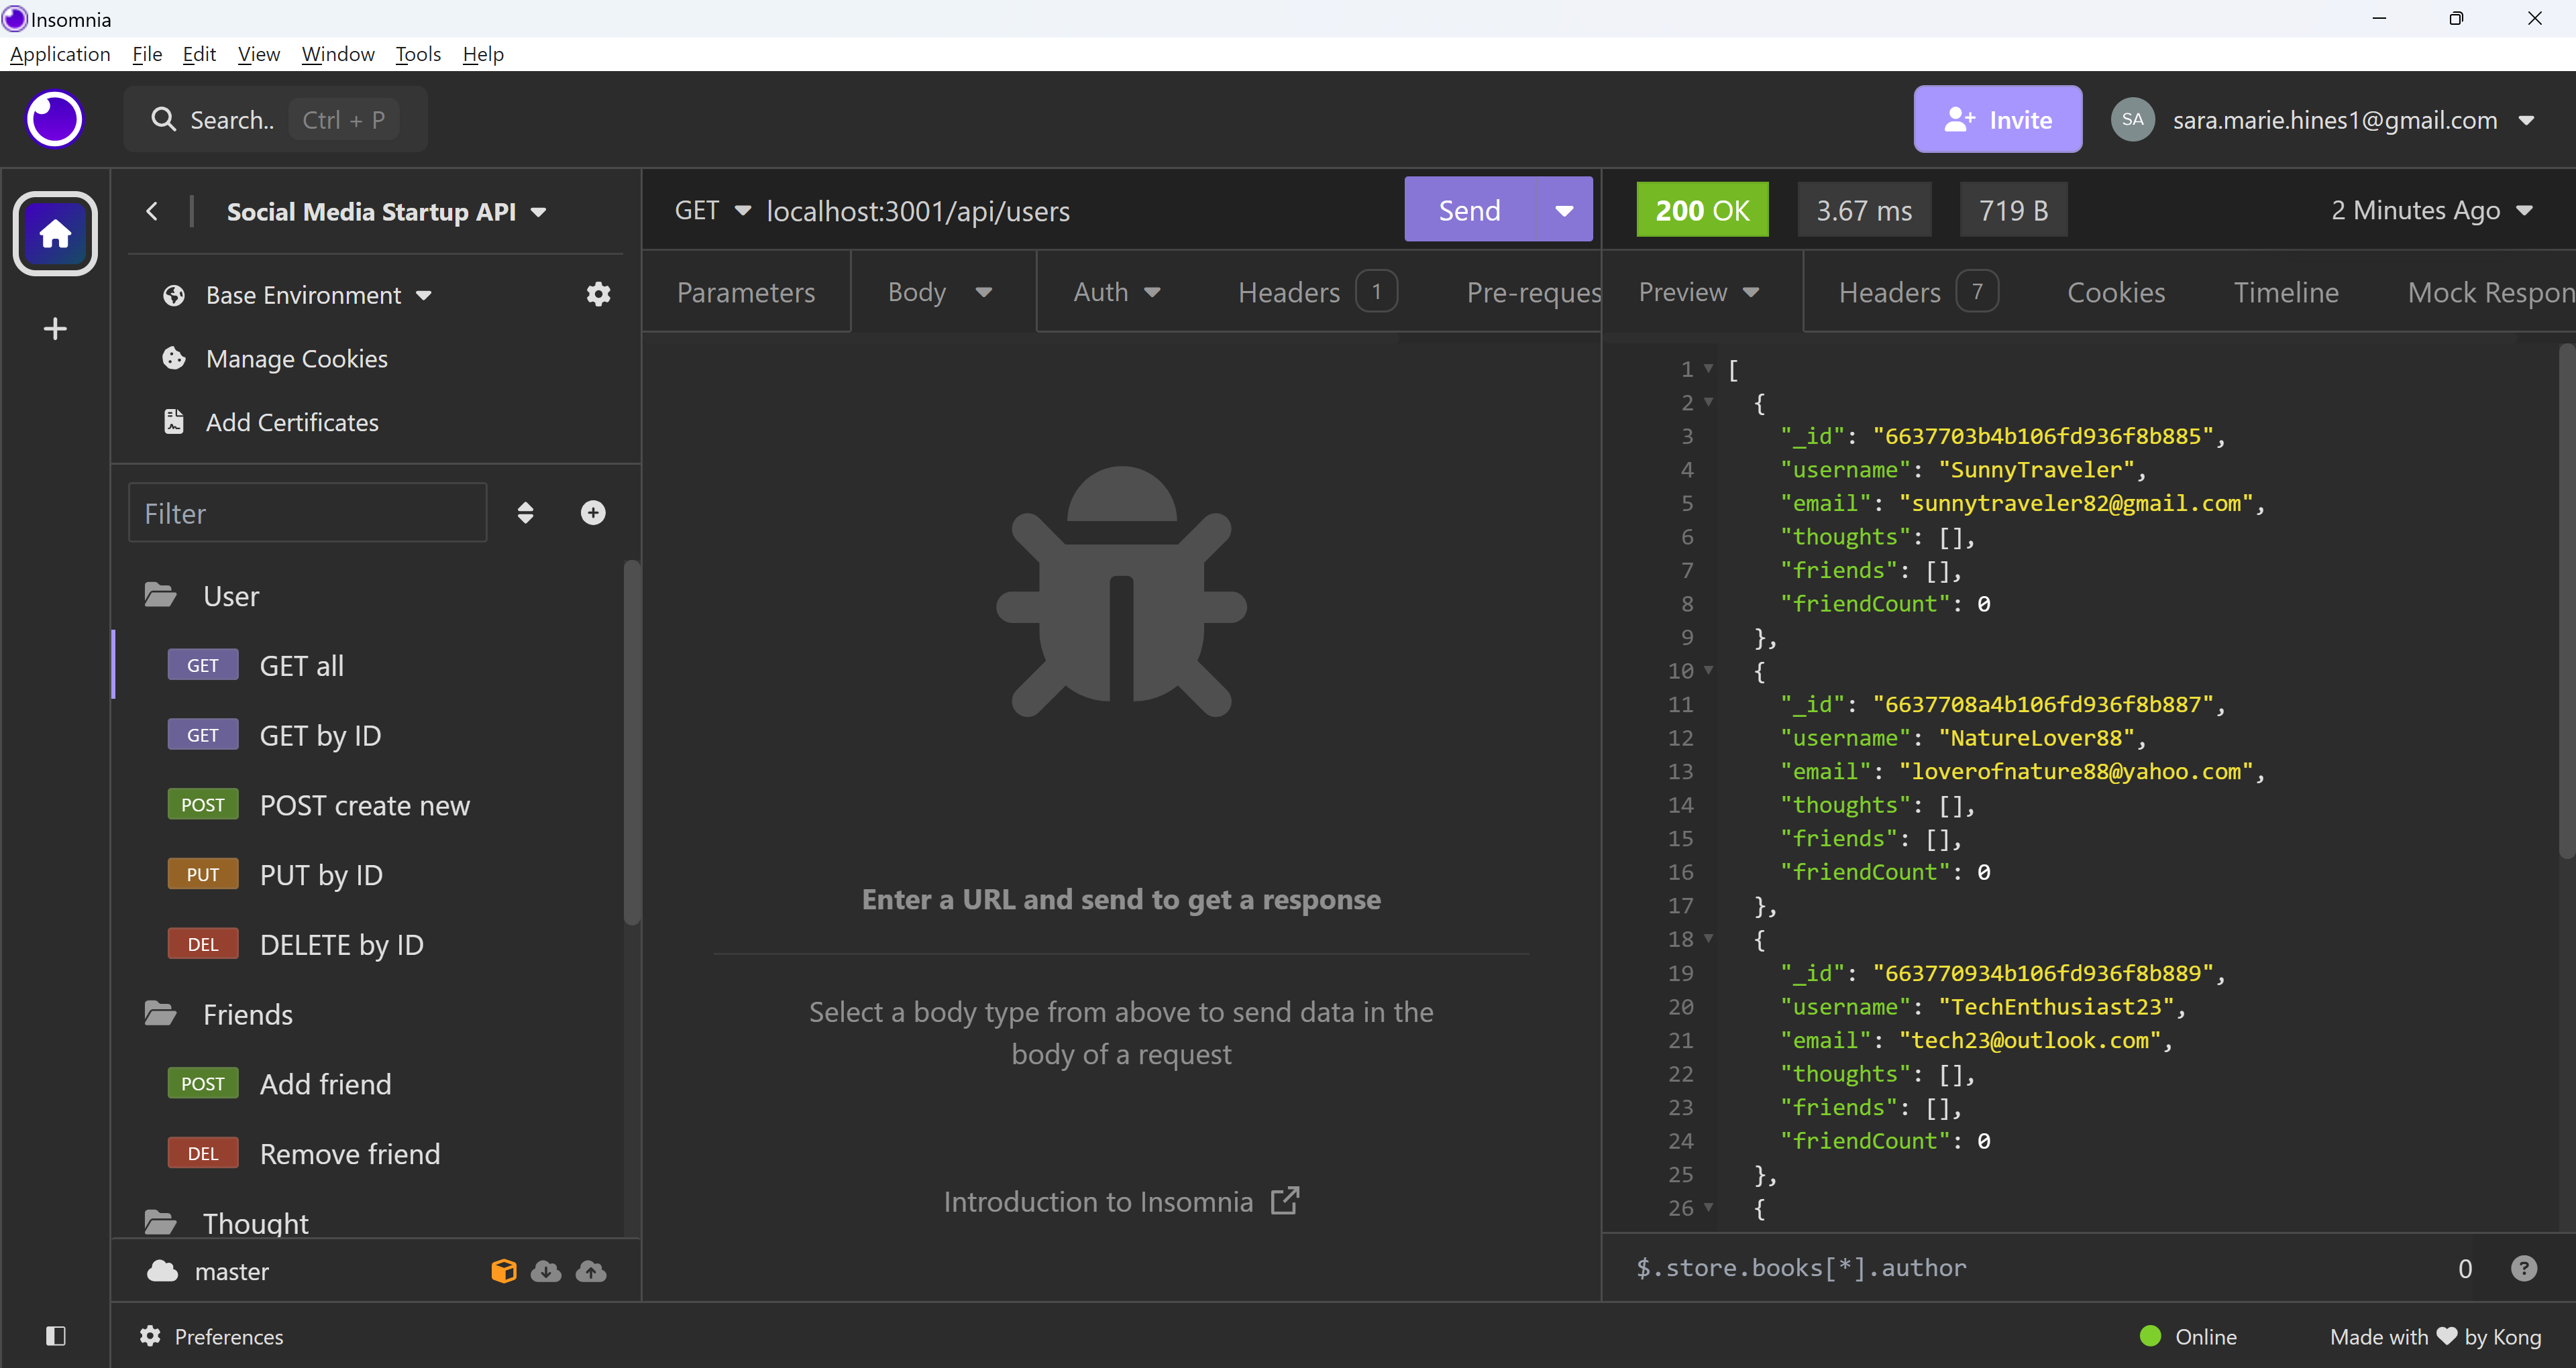 Insomnia
Application File Edit View Window Tools Help
Search.. Ctrl + P
Invite
SA sara.marie.hines1@gmail.com
Social Media Startup API
Base Environment
Manage Cookies
Add Certificates
Filter
User
GET GET all
GET GET by ID
POST POST create new
PUT PUT by ID
DEL DELETE by ID
Friends
POST Add friend
DEL Remove friend
Thought
master
GET localhost:3001/api/users Send
Parameters Body Auth Headers 1 Pre-reques
Enter a URL and send to get a response
Select a body type from above to send data in the
body of a request
Introduction to Insomnia
200 OK 3.67 ms 719 B 2 Minutes Ago
Preview Headers 7 Cookies Timeline Mock Respon
1 [
2 {
3 "_id": "6637703b4b106fd936f8b885",
4 "username": "SunnyTraveler",
5 "email": "sunnytraveler82@gmail.com",
6 "thoughts": [],
7 "friends": [],
8 "friendCount": 0
9 },
10 {
11 "_id": "6637708a4b106fd936f8b887",
12 "username": "NatureLover88",
13 "email": "loverofnature88@yahoo.com",
14 "thoughts": [],
15 "friends": [],
16 "friendCount": 0
17 },
18 {
19 "_id": "663770934b106fd936f8b889",
20 "username": "TechEnthusiast23",
21 "email": "tech23@outlook.com",
22 "thoughts": [],
23 "friends": [],
24 "friendCount": 0
25 },
26 {
$.store.books[*].author 0 ?
Preferences
Online Made with ❤ by Kong